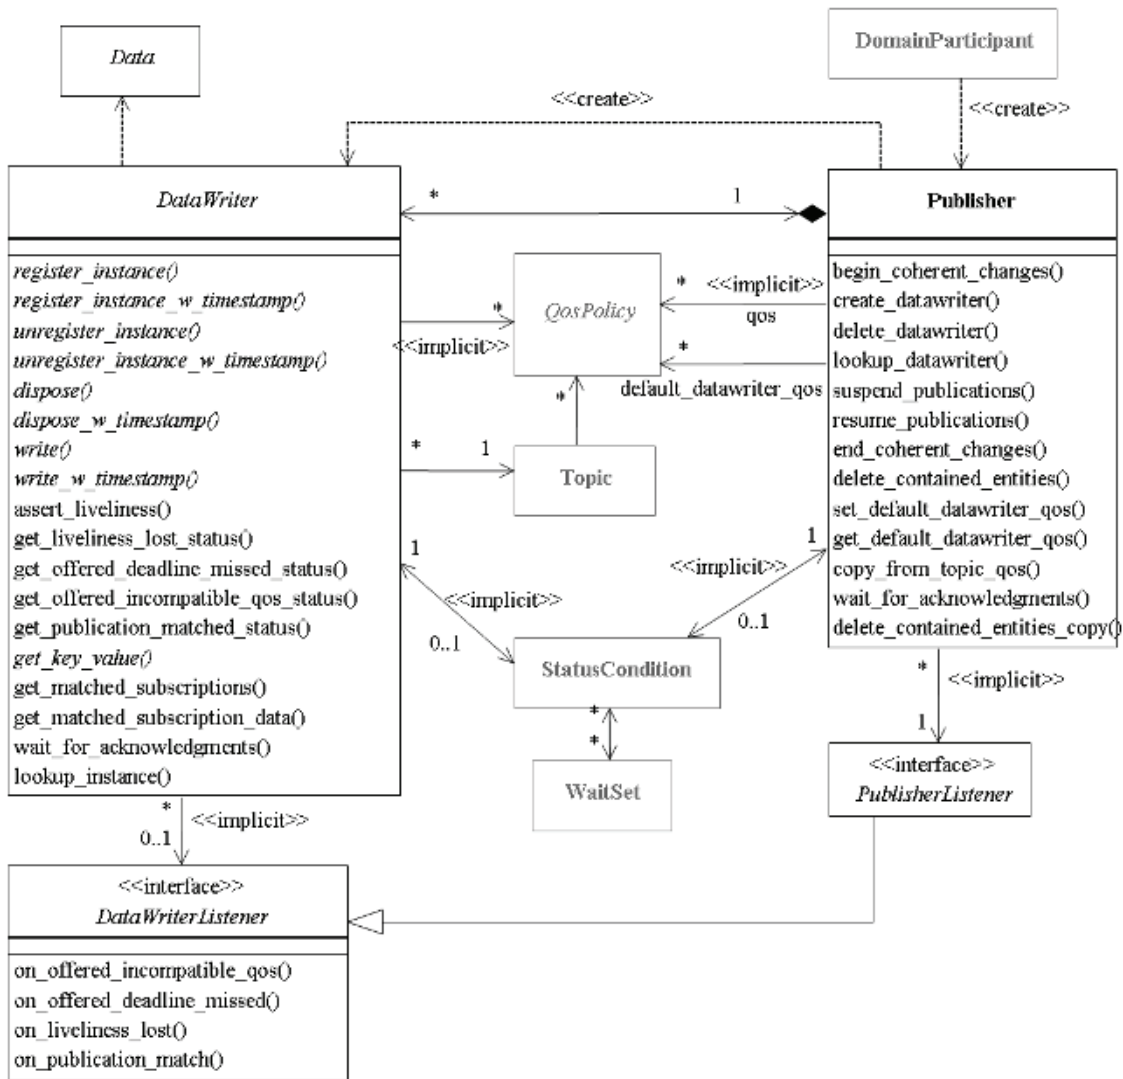 Data
DomainParticipant
<<create>>
<<create>>
DataWriter
*
1
Publisher
register_instance()
register_instance_w_timestamp()
unregister_instance()
unregister_instance_w_timestamp()
dispose()
dispose_w_timestamp()
write()
write_w_timestamp()
assert_liveliness()
get_liveliness_lost_status()
get_offered_deadline_missed_status()
get_offered_incompatible_qos_status()
get_publication_matched_status()
get_key_value()
get_matched_subscriptions()
get_matched_subscription_data()
wait_for_acknowledgments()
lookup_instance()
*
<<implicit>>
QosPolicy
*
<<implicit>>
qos
*
default_datawriter_qos
*
*
1
Topic
begin_coherent_changes()
create_datawriter()
delete_datawriter()
lookup_datawriter()
suspend_publications()
resume_publications()
end_coherent_changes()
delete_contained_entities()
set_default_datawriter_qos()
get_default_datawriter_qos()
copy_from_topic_qos()
wait_for_acknowledgments()
delete_contained_entities_copy()
1
<<implicit>>
0..1
1
<<implicit>>
0..1
StatusCondition
*
*
WaitSet
*
<<implicit>>
1
<<interface>>
PublisherListener
*
<<implicit>>
0..1
<<interface>>
DataWriterListener
on_offered_incompatible_qos()
on_offered_deadline_missed()
on_liveliness_lost()
on_publication_match()